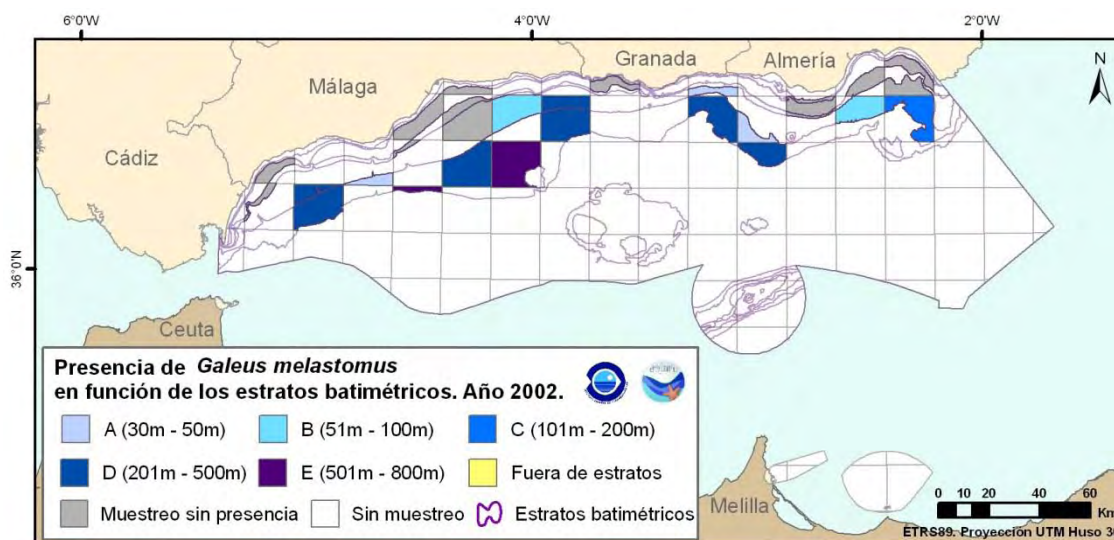 6°0'W 4°0'W 2°0'W
Granada Almería
N
Málaga
Cádiz
36°0'N
Ceuta
Presencia de Galeus melastomus
en función de los estratos batimétricos. Año 2002.
A (30m - 50m) B (51m - 100m) C (101m - 200m)
D (201m - 500m) E (501m - 800m) Fuera de estratos
Muestreo sin presencia Sin muestreo Estratos batimétricos
Melilla
0 10 20 40 60
Km
ETRS89. Proyección UTM Huso 3